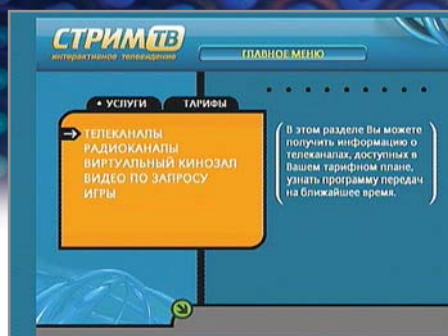 СТРИМ ТВ
интерактивное телевидение
ГЛАВНОЕ МЕНЮ
• УСЛУГИ
ТАРИФЫ
ТЕЛЕКАНАЛЫ
РАДИОКАНАЛЫ
ВИРТУАЛЬНЫЙ КИНОЗАЛ
ВИДЕО ПО ЗАПРОСУ
ИГРЫ
В этом разделе Вы можете
получить информацию о
телеканалах, доступных в
Вашем тарифном плане,
узнать программу передач
на ближайшее время.